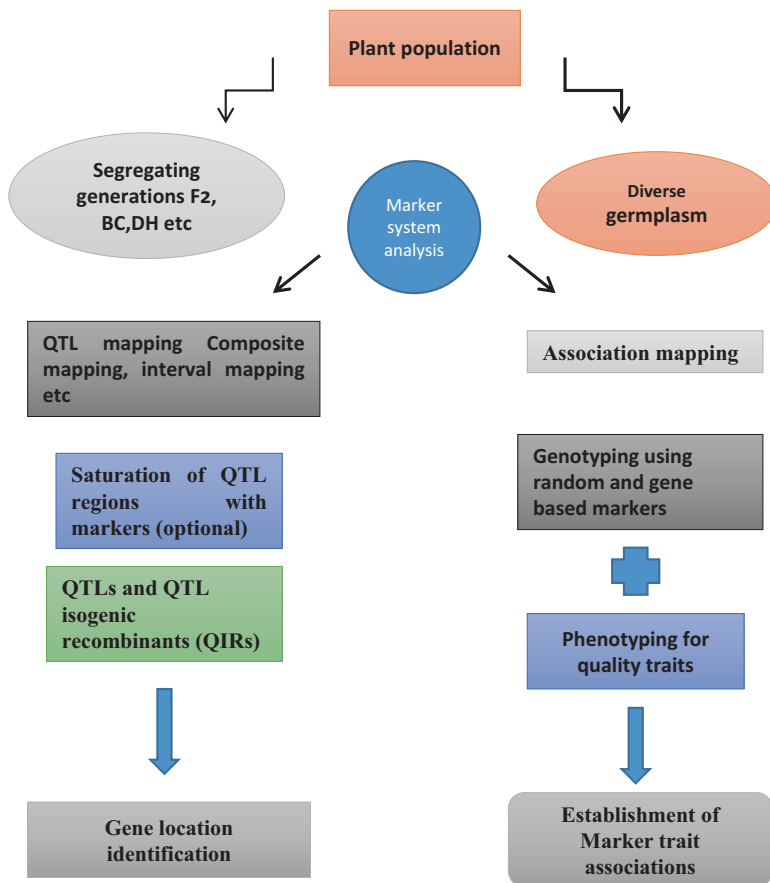 Plant population
Segregating
generations F2,
BC,DH etc
Marker
system
analysis
Diverse
germplasm
QTL mapping Composite
mapping, interval mapping
etc
Association mapping
Saturation of QTL
regions with
markers (optional)
Genotyping using
random and gene
based markers
QTLs and QTL
isogenic
recombinants (QIRs)
Phenotyping for
quality traits
Gene location
identification
Establishment of
Marker trait
associations